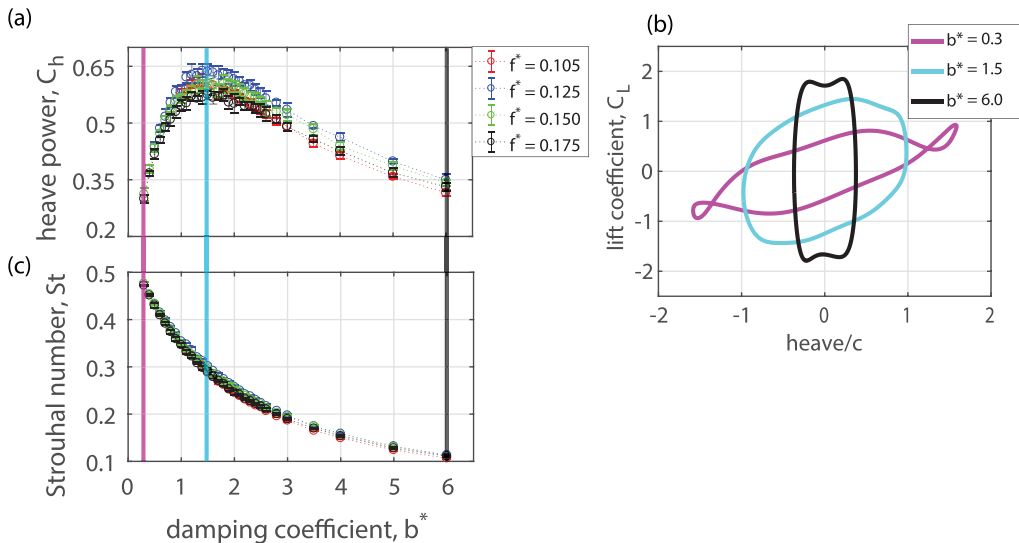 (a)
heave power, C_h
0.65
0.5
0.35
0.2
f* = 0.105
f* = 0.125
f* = 0.150
f* = 0.175
(b)
b* = 0.3
b* = 1.5
b* = 6.0
lift coefficient, C_L
2
1
0
-1
-2
-2 -1 0 1 2
heave/c
(c)
Strouhal number, St
0.5
0.4
0.3
0.2
0.1
0 1 2 3 4 5 6
damping coefficient, b*